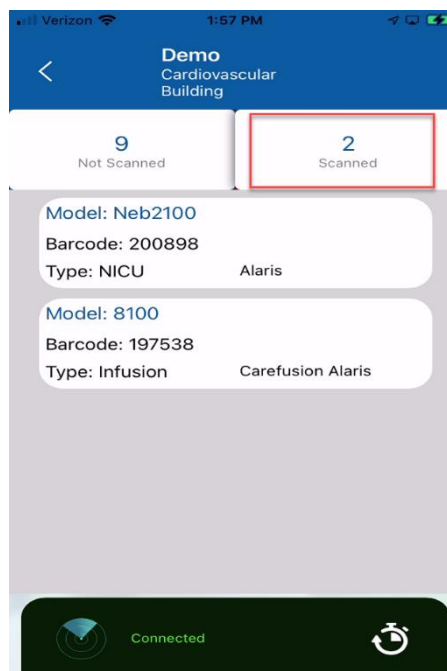 Verizon 1:57 PM
Demo
Cardiovascular
Building
9 2
Not Scanned Scanned
Model: Neb2100
Barcode: 200898
Type: NICU Alaris
Model: 8100
Barcode: 197538
Type: Infusion Carefusion Alaris
Connected